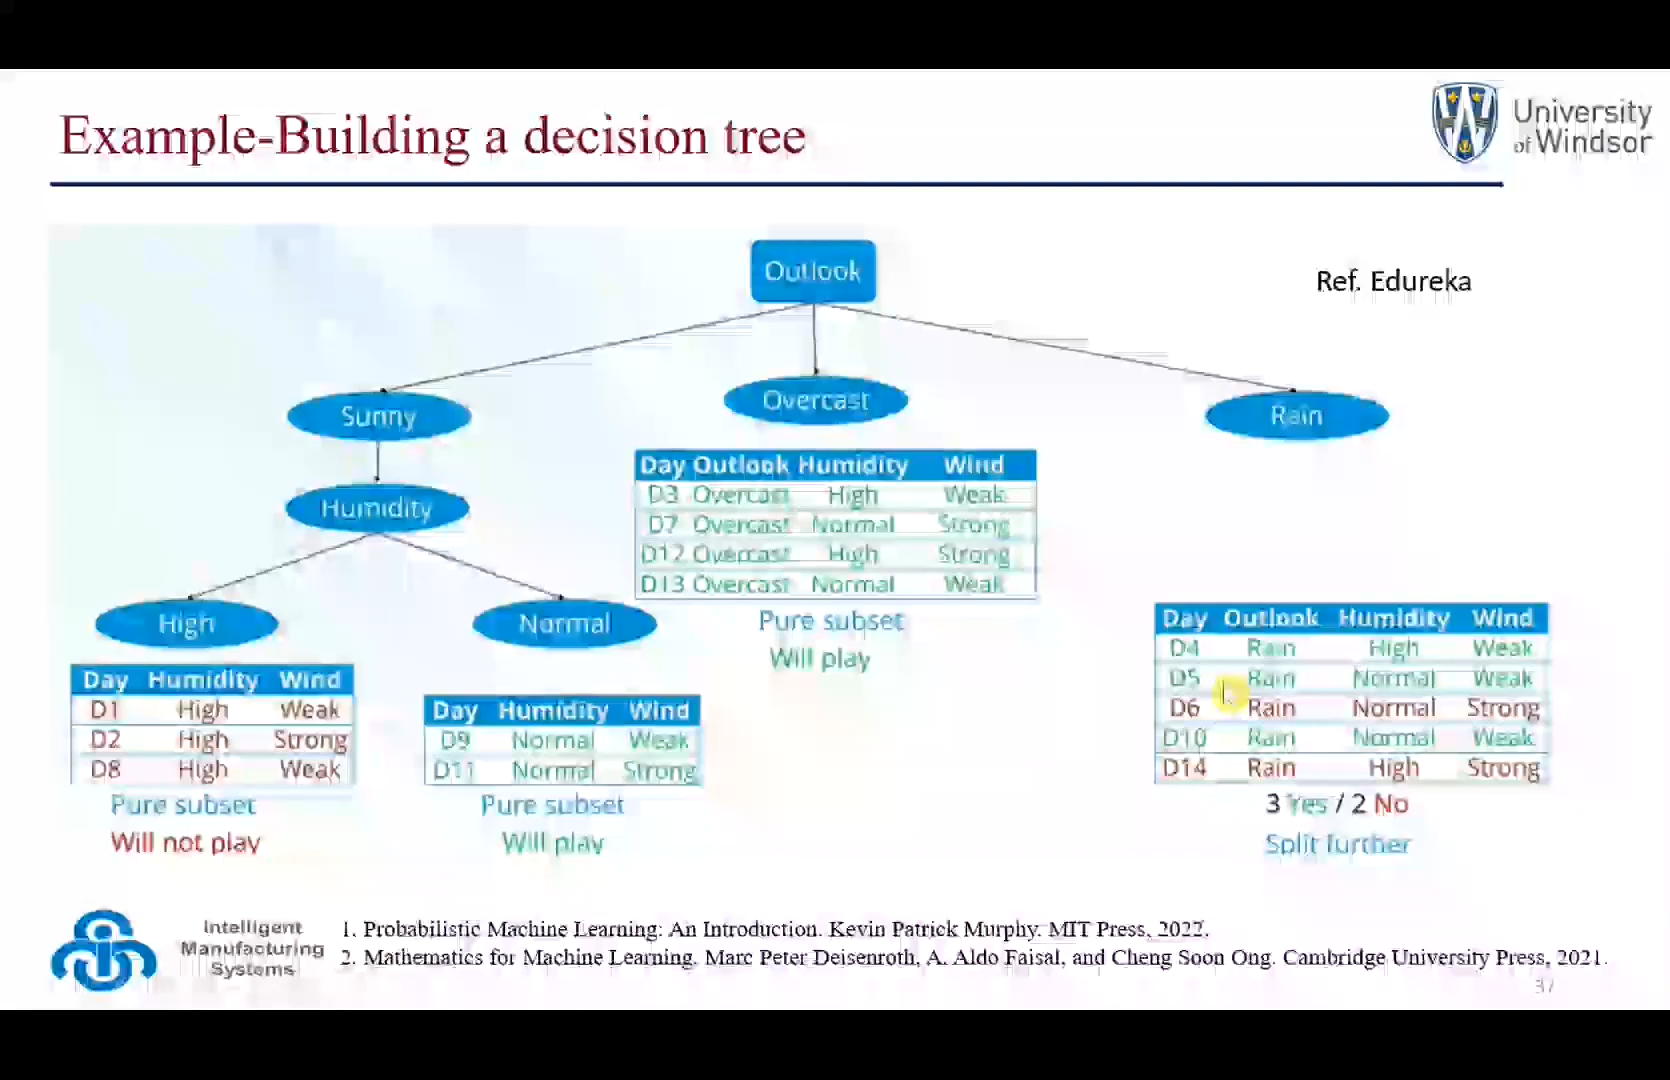 Example-Building a decision tree
University
of Windsor
Outlook
Ref. Edureka
Sunny
Overcast
Rain
Humidity
High
Normal
Day Outlook Humidity Wind
D3 Overcast High Weak
D7 Overcast Normal Strong
D12 Overcast High Strong
D13 Overcast Normal Weak
Pure subset
Will play
Day Humidity Wind
D1 High Weak
D2 High Strong
D8 High Weak
Pure subset
Will not play
Day Humidity Wind
D9 Normal Weak
D11 Normal Strong
Pure subset
Will play
Day Outlook Humidity Wind
D4 Rain High Weak
D5 Rain Normal Weak
D6 Rain Normal Strong
D10 Rain Normal Weak
D14 Rain High Strong
3 Yes / 2 No
Split further
Intelligent
Manufacturing
Systems
1. Probabilistic Machine Learning: An Introduction. Kevin Patrick Murphy. MIT Press, 2022.
2. Mathematics for Machine Learning. Marc Peter Deisenroth, A. Aldo Faisal, and Cheng Soon Ong. Cambridge University Press, 2021.
37